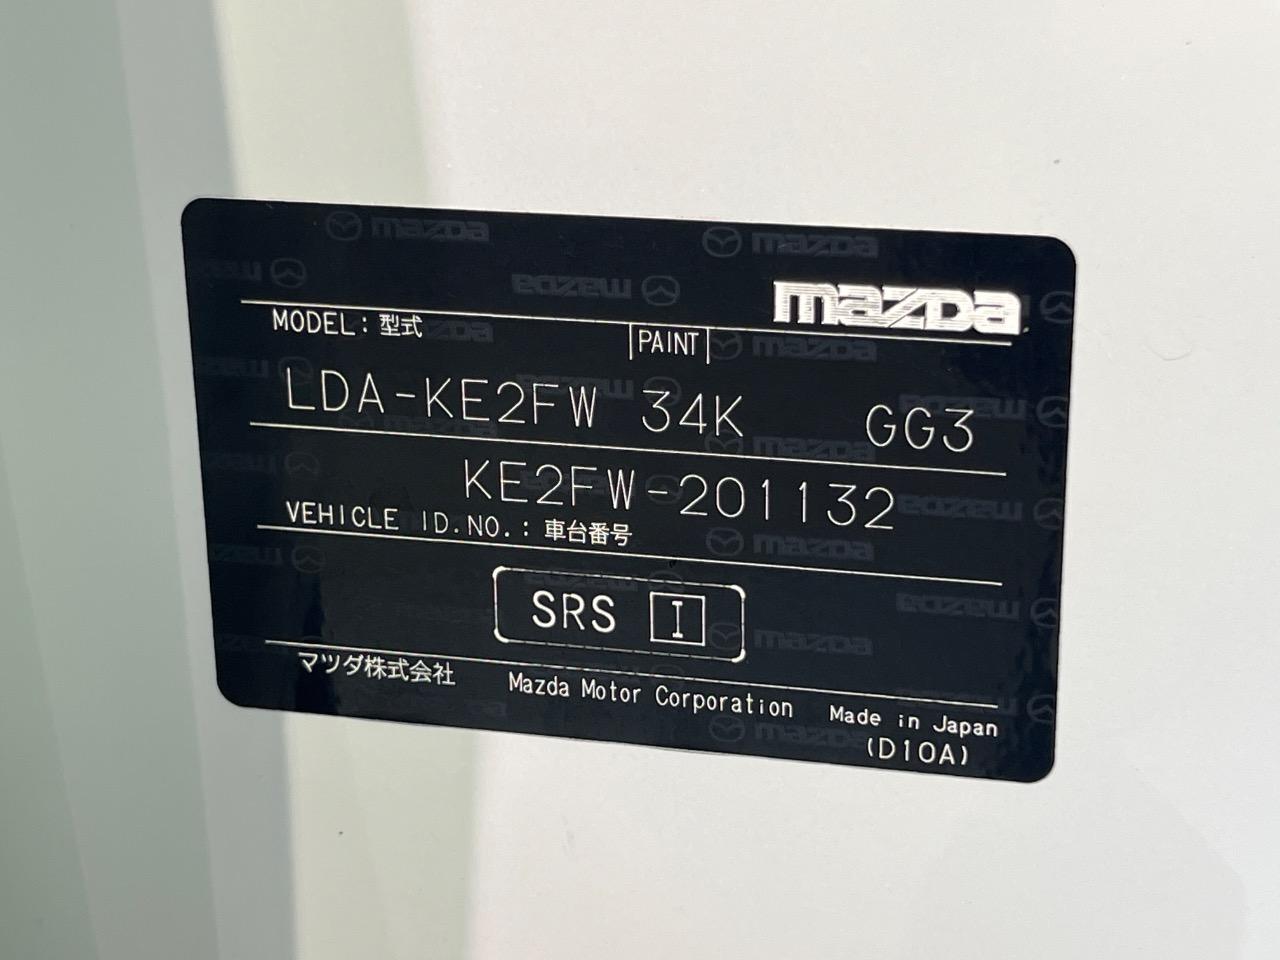 mazda
MODEL: 型式 PAINT
LDA-KE2FW 34K GG3
KE2FW-201132
VEHICLE ID.NO.: 車台番号
SRS I
マツダ株式会社 Mazda Motor Corporation Made in Japan
(D10A)